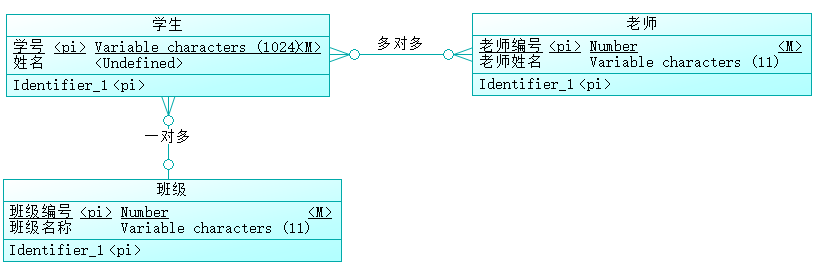 学生
学号 <pi> Variable characters (1024) <M>
姓名 <Undefined>
Identifier_1 <pi>
多对多
老师
老师编号 <pi> Number <M>
老师姓名 Variable characters (11)
Identifier_1 <pi>
一对多
班级
班级编号 <pi> Number <M>
班级名称 Variable characters (11)
Identifier_1 <pi>